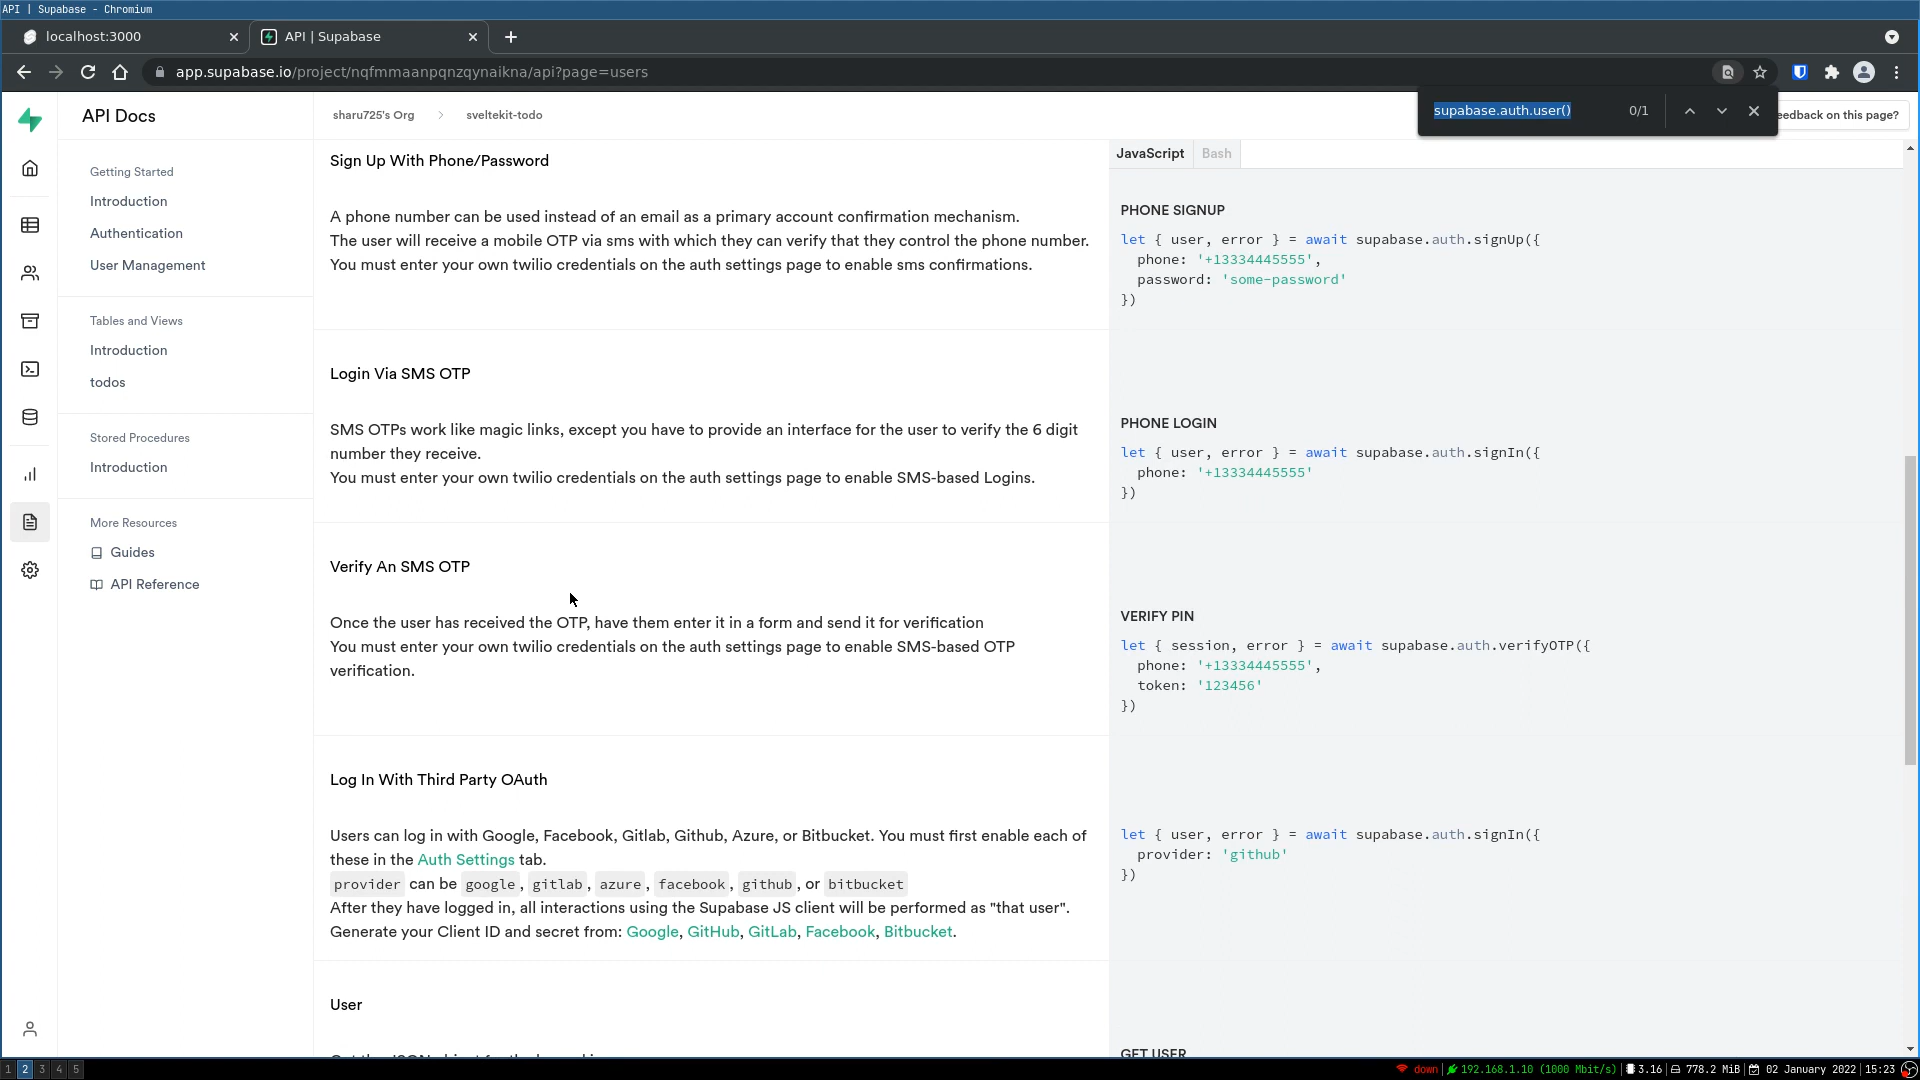 API | Supabase - Chromium
localhost:3000
API | Supabase
app.supabase.io/project/nqfmmaanpqnzqynaikna/api?page=users
supabase.auth.user() 0/1
API Docs
sharu725's Org > sveltekit-todo
eedback on this page?
Getting Started
Introduction
Authentication
User Management
Tables and Views
Introduction
todos
Stored Procedures
Introduction
More Resources
Guides
API Reference
Sign Up With Phone/Password
A phone number can be used instead of an email as a primary account confirmation mechanism.
The user will receive a mobile OTP via sms with which they can verify that they control the phone number.
You must enter your own twilio credentials on the auth settings page to enable sms confirmations.
Login Via SMS OTP
SMS OTPs work like magic links, except you have to provide an interface for the user to verify the 6 digit
number they receive.
You must enter your own twilio credentials on the auth settings page to enable SMS-based Logins.
Verify An SMS OTP
Once the user has received the OTP, have them enter it in a form and send it for verification
You must enter your own twilio credentials on the auth settings page to enable SMS-based OTP
verification.
Log In With Third Party OAuth
Users can log in with Google, Facebook, Gitlab, Github, Azure, or Bitbucket. You must first enable each of
these in the Auth Settings tab.
provider can be google, gitlab, azure, facebook, github, or bitbucket
After they have logged in, all interactions using the Supabase JS client will be performed as "that user".
Generate your Client ID and secret from: Google, GitHub, GitLab, Facebook, Bitbucket.
User
JavaScript Bash
PHONE SIGNUP
let { user, error } = await supabase.auth.signUp({
phone: '+13334445555',
password: 'some-password'
})
PHONE LOGIN
let { user, error } = await supabase.auth.signIn({
phone: '+13334445555'
})
VERIFY PIN
let { session, error } = await supabase.auth.verifyOTP({
phone: '+13334445555',
token: '123456'
})
let { user, error } = await supabase.auth.signIn({
provider: 'github'
})
GET USER
1 2 3 4 5
down | 192.168.1.10 (1000 Mbit/s) | 3.16 | 778.2 MiB | 02 January 2022 | 15:23